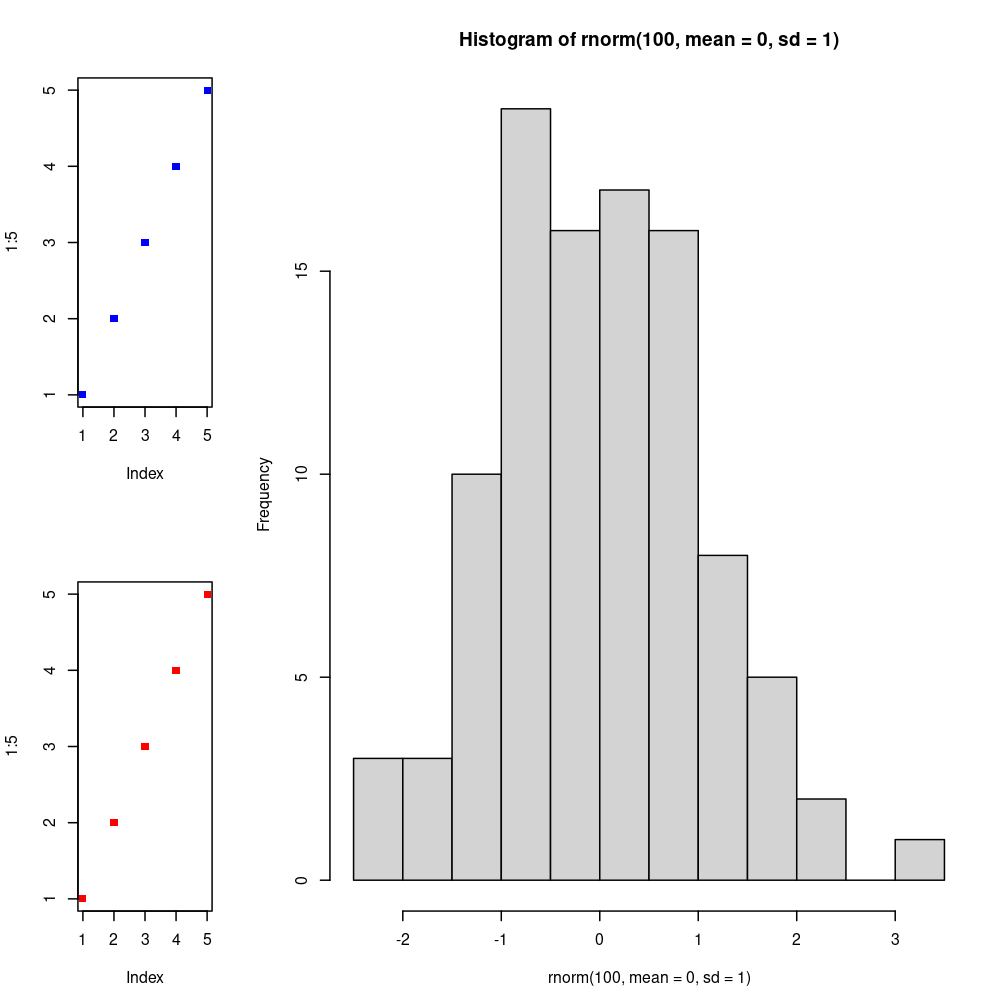 5
4
3
2
1
1:5
1 2 3 4 5
Index
5
4
3
2
1
1:5
1 2 3 4 5
Index
Histogram of rnorm(100, mean = 0, sd = 1)
15
10
5
0
Frequency
-2 -1 0 1 2 3
rnorm(100, mean = 0, sd = 1)